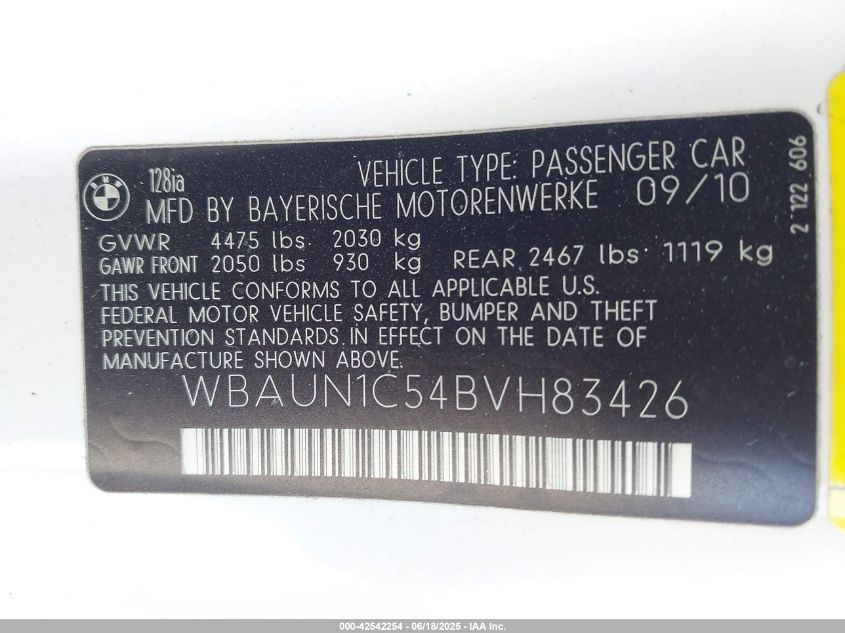 BMW
128ia
VEHICLE TYPE: PASSENGER CAR
MFD BY BAYERISCHE MOTORENWERKE 09/10
GVWR 4475 lbs 2030 kg
GAWR FRONT 2050 lbs 930 kg REAR 2467 lbs 1119 kg
THIS VEHICLE CONFORMS TO ALL APPLICABLE U.S.
FEDERAL MOTOR VEHICLE SAFETY, BUMPER AND THEFT
PREVENTION STANDARDS IN EFFECT ON THE DATE OF
MANUFACTURE SHOWN ABOVE.
WBAUN1C54BVH83426
2 122 606
000-42542254 - 06/18/2025 - IAA Inc.